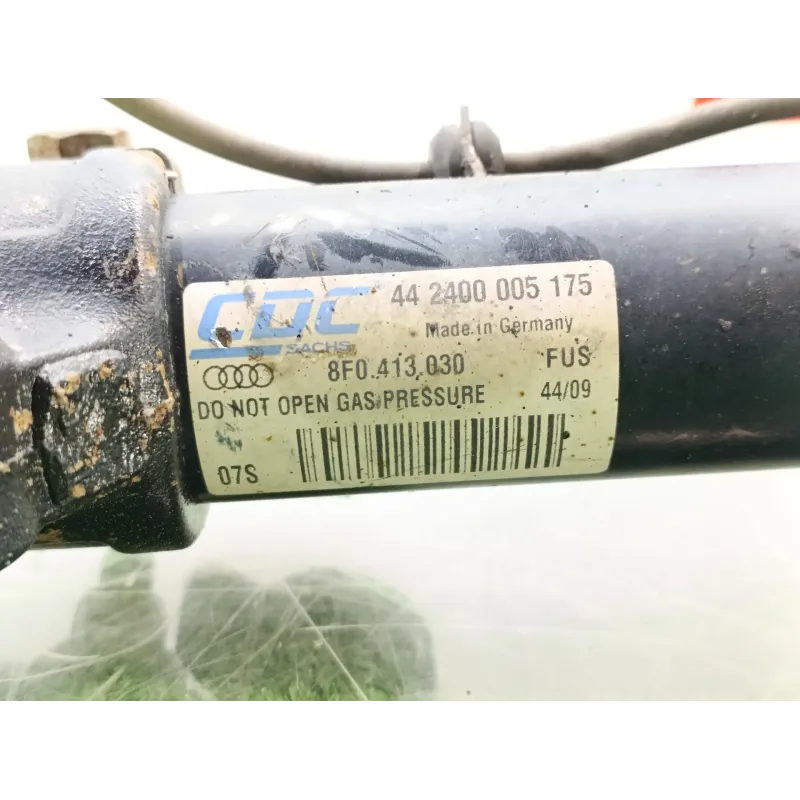 CDC 44 2400 005 175
SACHS Made in Germany
8F0.413.030 FUS
DO NOT OPEN GAS PRESSURE 44/09
07S